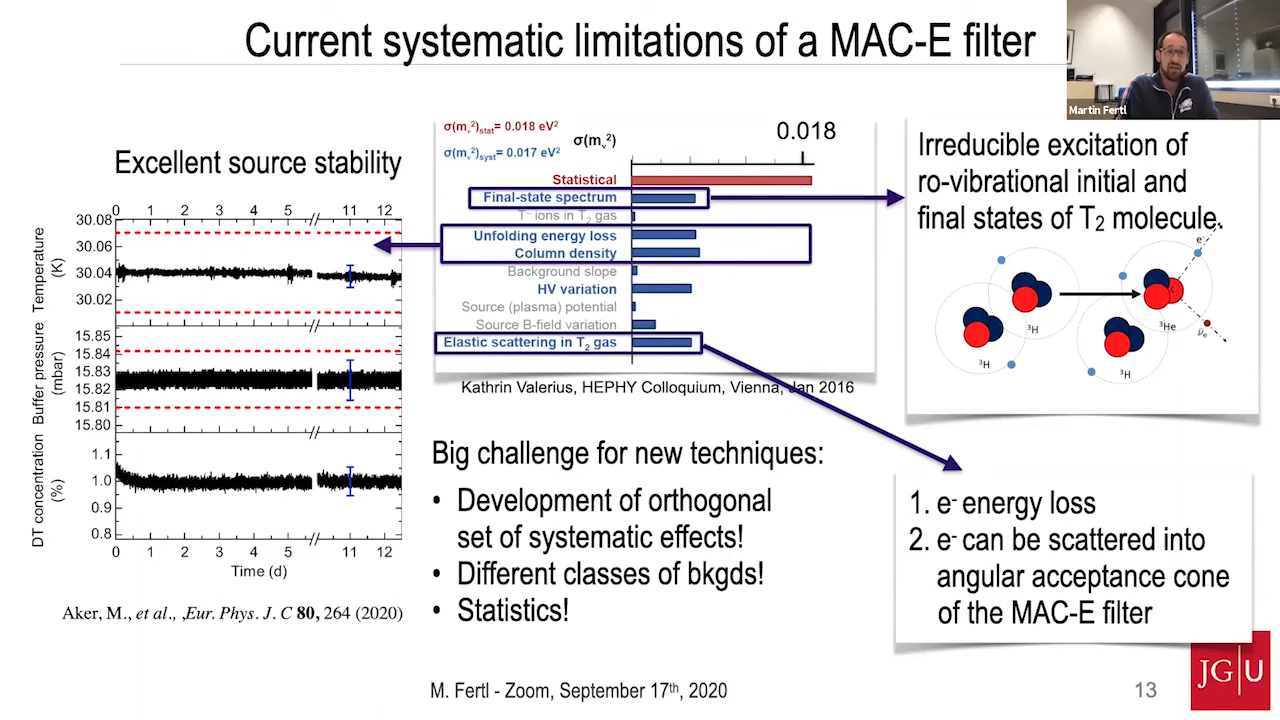 Current systematic limitations of a MAC-E filter
Martin Fertl
Excellent source stability
0 1 2 3 4 5 // 11 12
30.08
30.06
30.04
30.02
Temperature
(K)
15.85
15.84
15.83
15.82
15.81
15.80
Buffer pressure
(mbar)
1.1
1.0
0.9
0.8
DT concentration
(%)
0 1 2 3 4 5 // 11 12
Time (d)
Aker, M., et al., ,Eur. Phys. J. C 80, 264 (2020)
σ(mᵥ²)stat= 0.018 eV²
σ(mᵥ²)syst= 0.017 eV²
σ(mᵥ²)
0.018
Statistical
Final-state spectrum
T⁻ ions in T₂ gas
Unfolding energy loss
Column density
Background slope
HV variation
Source (plasma) potential
Source B-field variation
Elastic scattering in T₂ gas
Kathrin Valerius, HEPHY Colloquium, Vienna, Jan 2016
Big challenge for new techniques:
• Development of orthogonal
set of systematic effects!
• Different classes of bkgds!
• Statistics!
Irreducible excitation of
ro-vibrational initial and
final states of T₂ molecule.
e⁻
³H
³He
ν̄ₑ
³H
³H
1. e⁻ energy loss
2. e⁻ can be scattered into
angular acceptance cone
of the MAC-E filter
M. Fertl - Zoom, September 17th, 2020
13
JG|U